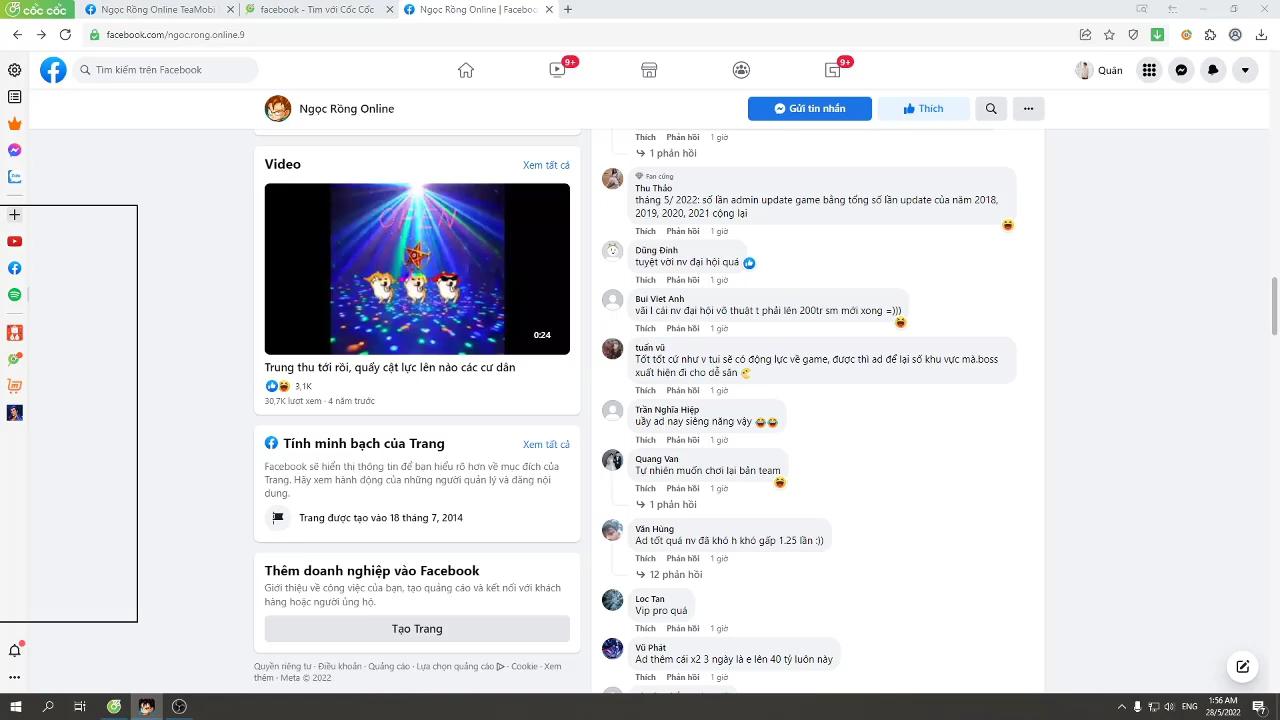 cốc cốc
Ngọc Rồng Online TeaMobi
facebook - Tìm với Cốc Cốc
Ngọc Rồng Online | Faceboo
facebook.com/ngoc.rong.online.9
Tìm kiếm trên Facebook
9+
9+
Quân
Ngọc Rồng Online
Gửi tin nhắn
Thích
Video
Xem tất cả
0:24
Trung thu tới rồi, quẩy cật lực lên nào các cư dân
3,1K
30,7K lượt xem · 4 năm trước
Tính minh bạch của Trang
Xem tất cả
Facebook sẽ hiển thị thông tin để bạn hiểu rõ hơn về mục đích của
Trang. Hãy xem hành động của những người quản lý và đăng nội
dung.
Trang được tạo vào 18 tháng 7, 2014
Thêm doanh nghiệp vào Facebook
Giới thiệu về công việc của bạn, tạo quảng cáo và kết nối với khách
hàng hoặc người ủng hộ.
Tạo Trang
Quyền riêng tư · Điều khoản · Quảng cáo · Lựa chọn quảng cáo · Cookie · Xem
thêm · Meta © 2022
Thích Phản hồi 1 giờ
1 phản hồi
Fan cứng
Thu Thảo
tháng 5/ 2022: số lần admin update game bằng tổng số lần update của năm 2018,
2019, 2020, 2021 cộng lại
Thích Phản hồi 1 giờ
Dũng Đinh
tuyệt vời nv đại hội quá
Thích Phản hồi 1 giờ
Bui Viet Anh
vãi l cái nv đại hội võ thuật t phải lên 200tr sm mới xong =)))
Thích Phản hồi 1 giờ
tuấn vũ
Tốt tốt cứ như v tui sẽ có động lực về game, được thì ad để lại số khu vực mà.boss
xuất hiện đi cho dễ săn
Thích Phản hồi 1 giờ
Trần Nghĩa Hiệp
uầy ad nay siêng năng vậy
Thích Phản hồi 1 giờ
Quang Van
Tự nhiên muốn chơi lại bản team
Thích Phản hồi 1 giờ
1 phản hồi
Văn Hùng
Ad tốt quá nv đã khó h khó gấp 1.25 lần :))
Thích Phản hồi 1 giờ
12 phản hồi
Loc Tan
Vip pro quá
Thích Phản hồi 1 giờ
Vũ Phát
Ad thêm cái x2 3 ngày là e lên 40 tỷ luôn này
Thích Phản hồi 1 giờ
ENG
1:56 AM
28/5/2022